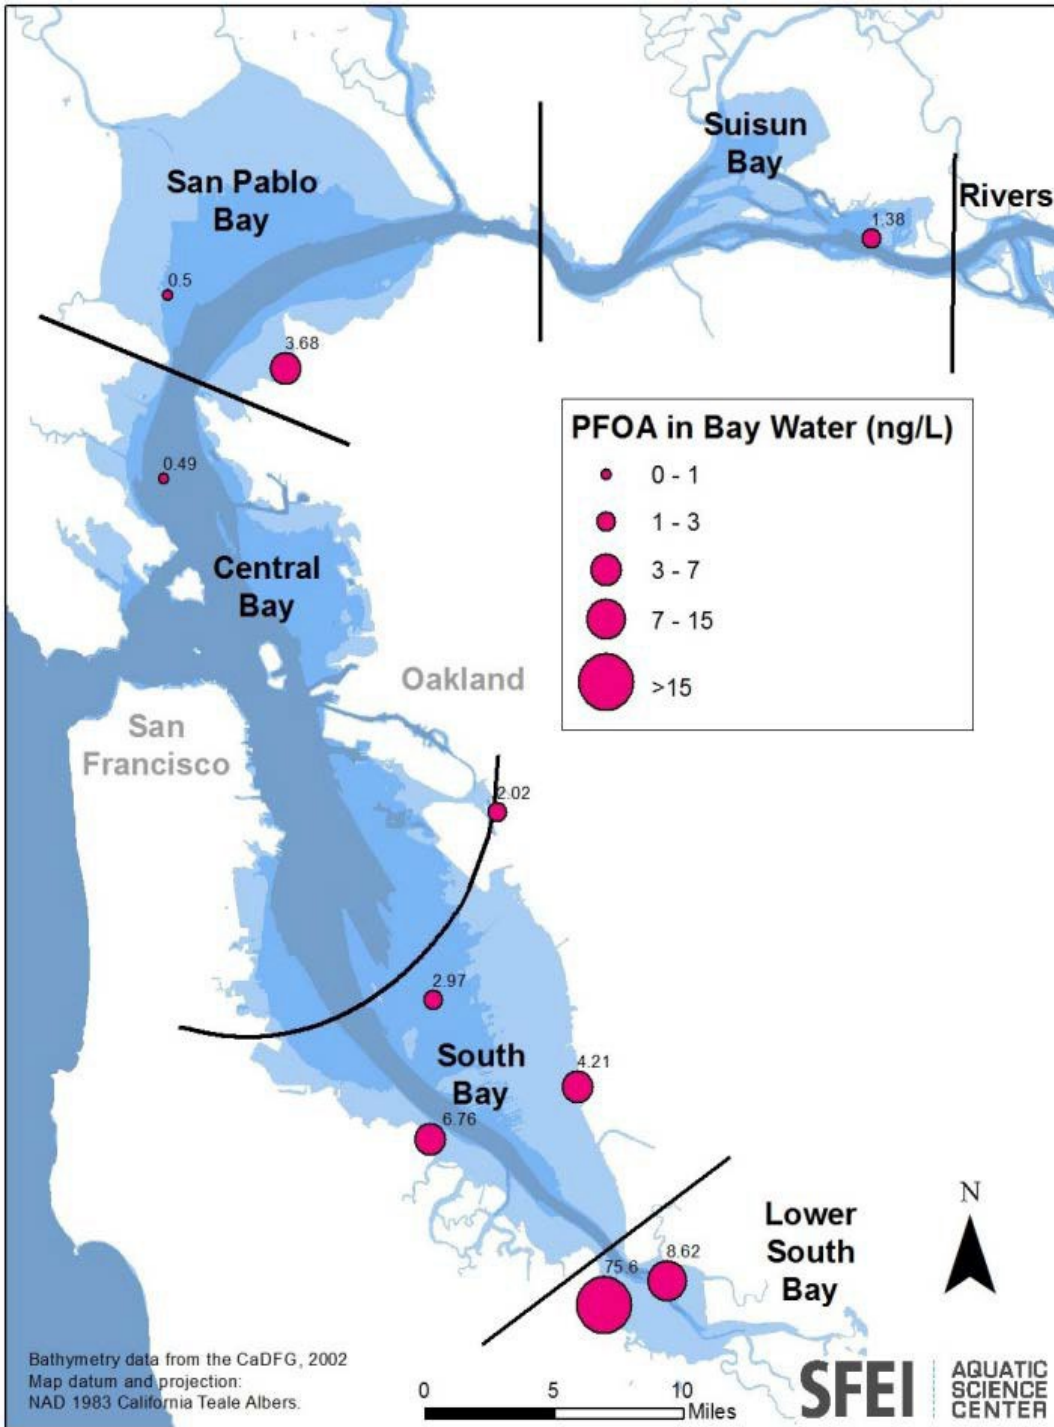 Suisun
Bay
San Pablo
Bay
Rivers
1.38
0.5
3.68
PFOA in Bay Water (ng/L)
0 - 1
1 - 3
3 - 7
7 - 15
>15
0.49
Central
Bay
Oakland
San
Francisco
2.02
2.97
South
Bay
4.21
6.76
N
Lower
South
Bay
75.6
8.62
Bathymetry data from the CaDFG, 2002
Map datum and projection:
NAD 1983 California Teale Albers.
0 5 10
Miles
SFEI
AQUATIC
SCIENCE
CENTER